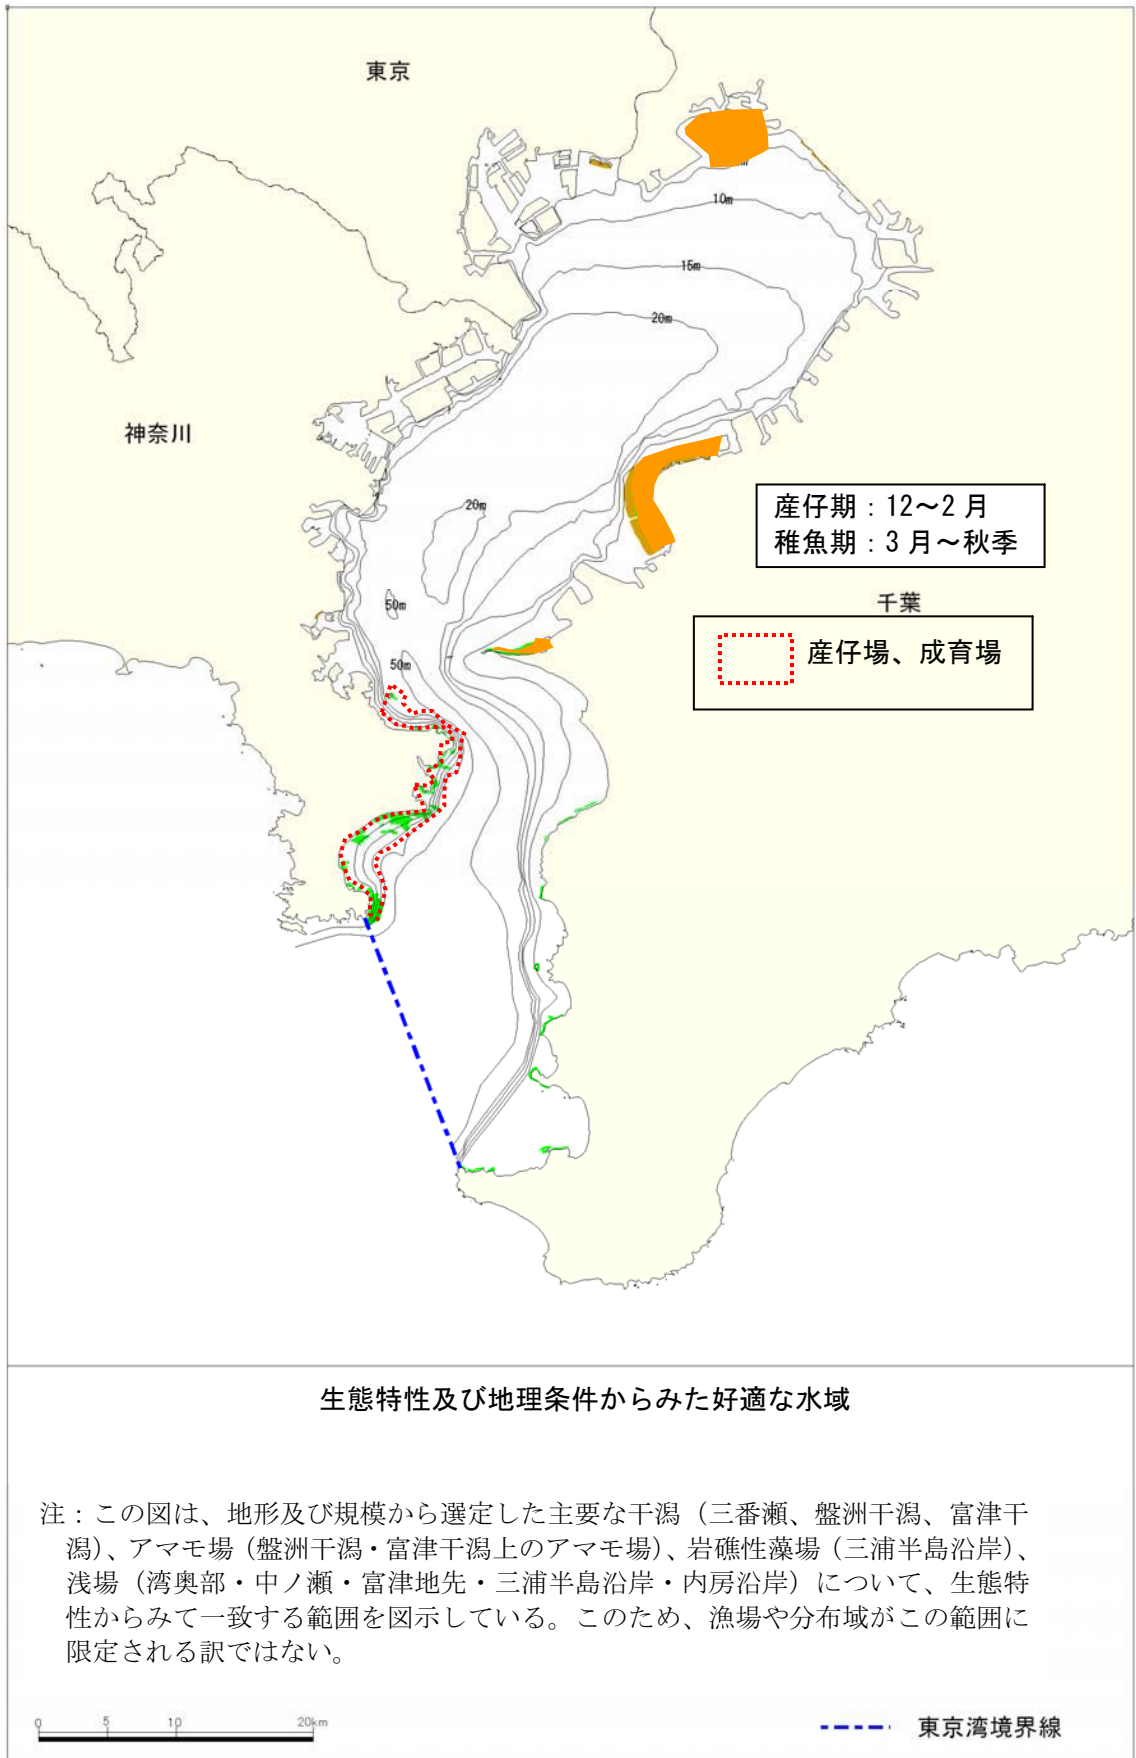 東京
10m
15m
20m
神奈川
20m
産仔期：12～2 月
稚魚期：3 月～秋季
50m
千葉
50m
産仔場、成育場
生態特性及び地理条件からみた好適な水域
注：この図は、地形及び規模から選定した主要な干潟（三番瀬、盤洲干潟、富津干
潟）、アマモ場（盤洲干潟・富津干潟上のアマモ場）、岩礁性藻場（三浦半島沿岸）、
浅場（湾奥部・中ノ瀬・富津地先・三浦半島沿岸・内房沿岸）について、生態特
性からみて一致する範囲を図示している。このため、漁場や分布域がこの範囲に
限定される訳ではない。
0 5 10 20km
東京湾境界線